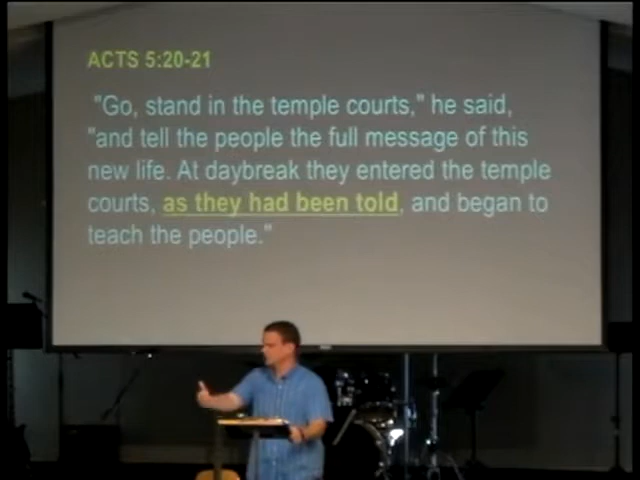 ACTS 5:20-21
"Go, stand in the temple courts," he said,
"and tell the people the full message of this
new life. At daybreak they entered the temple
courts, as they had been told, and began to
teach the people."